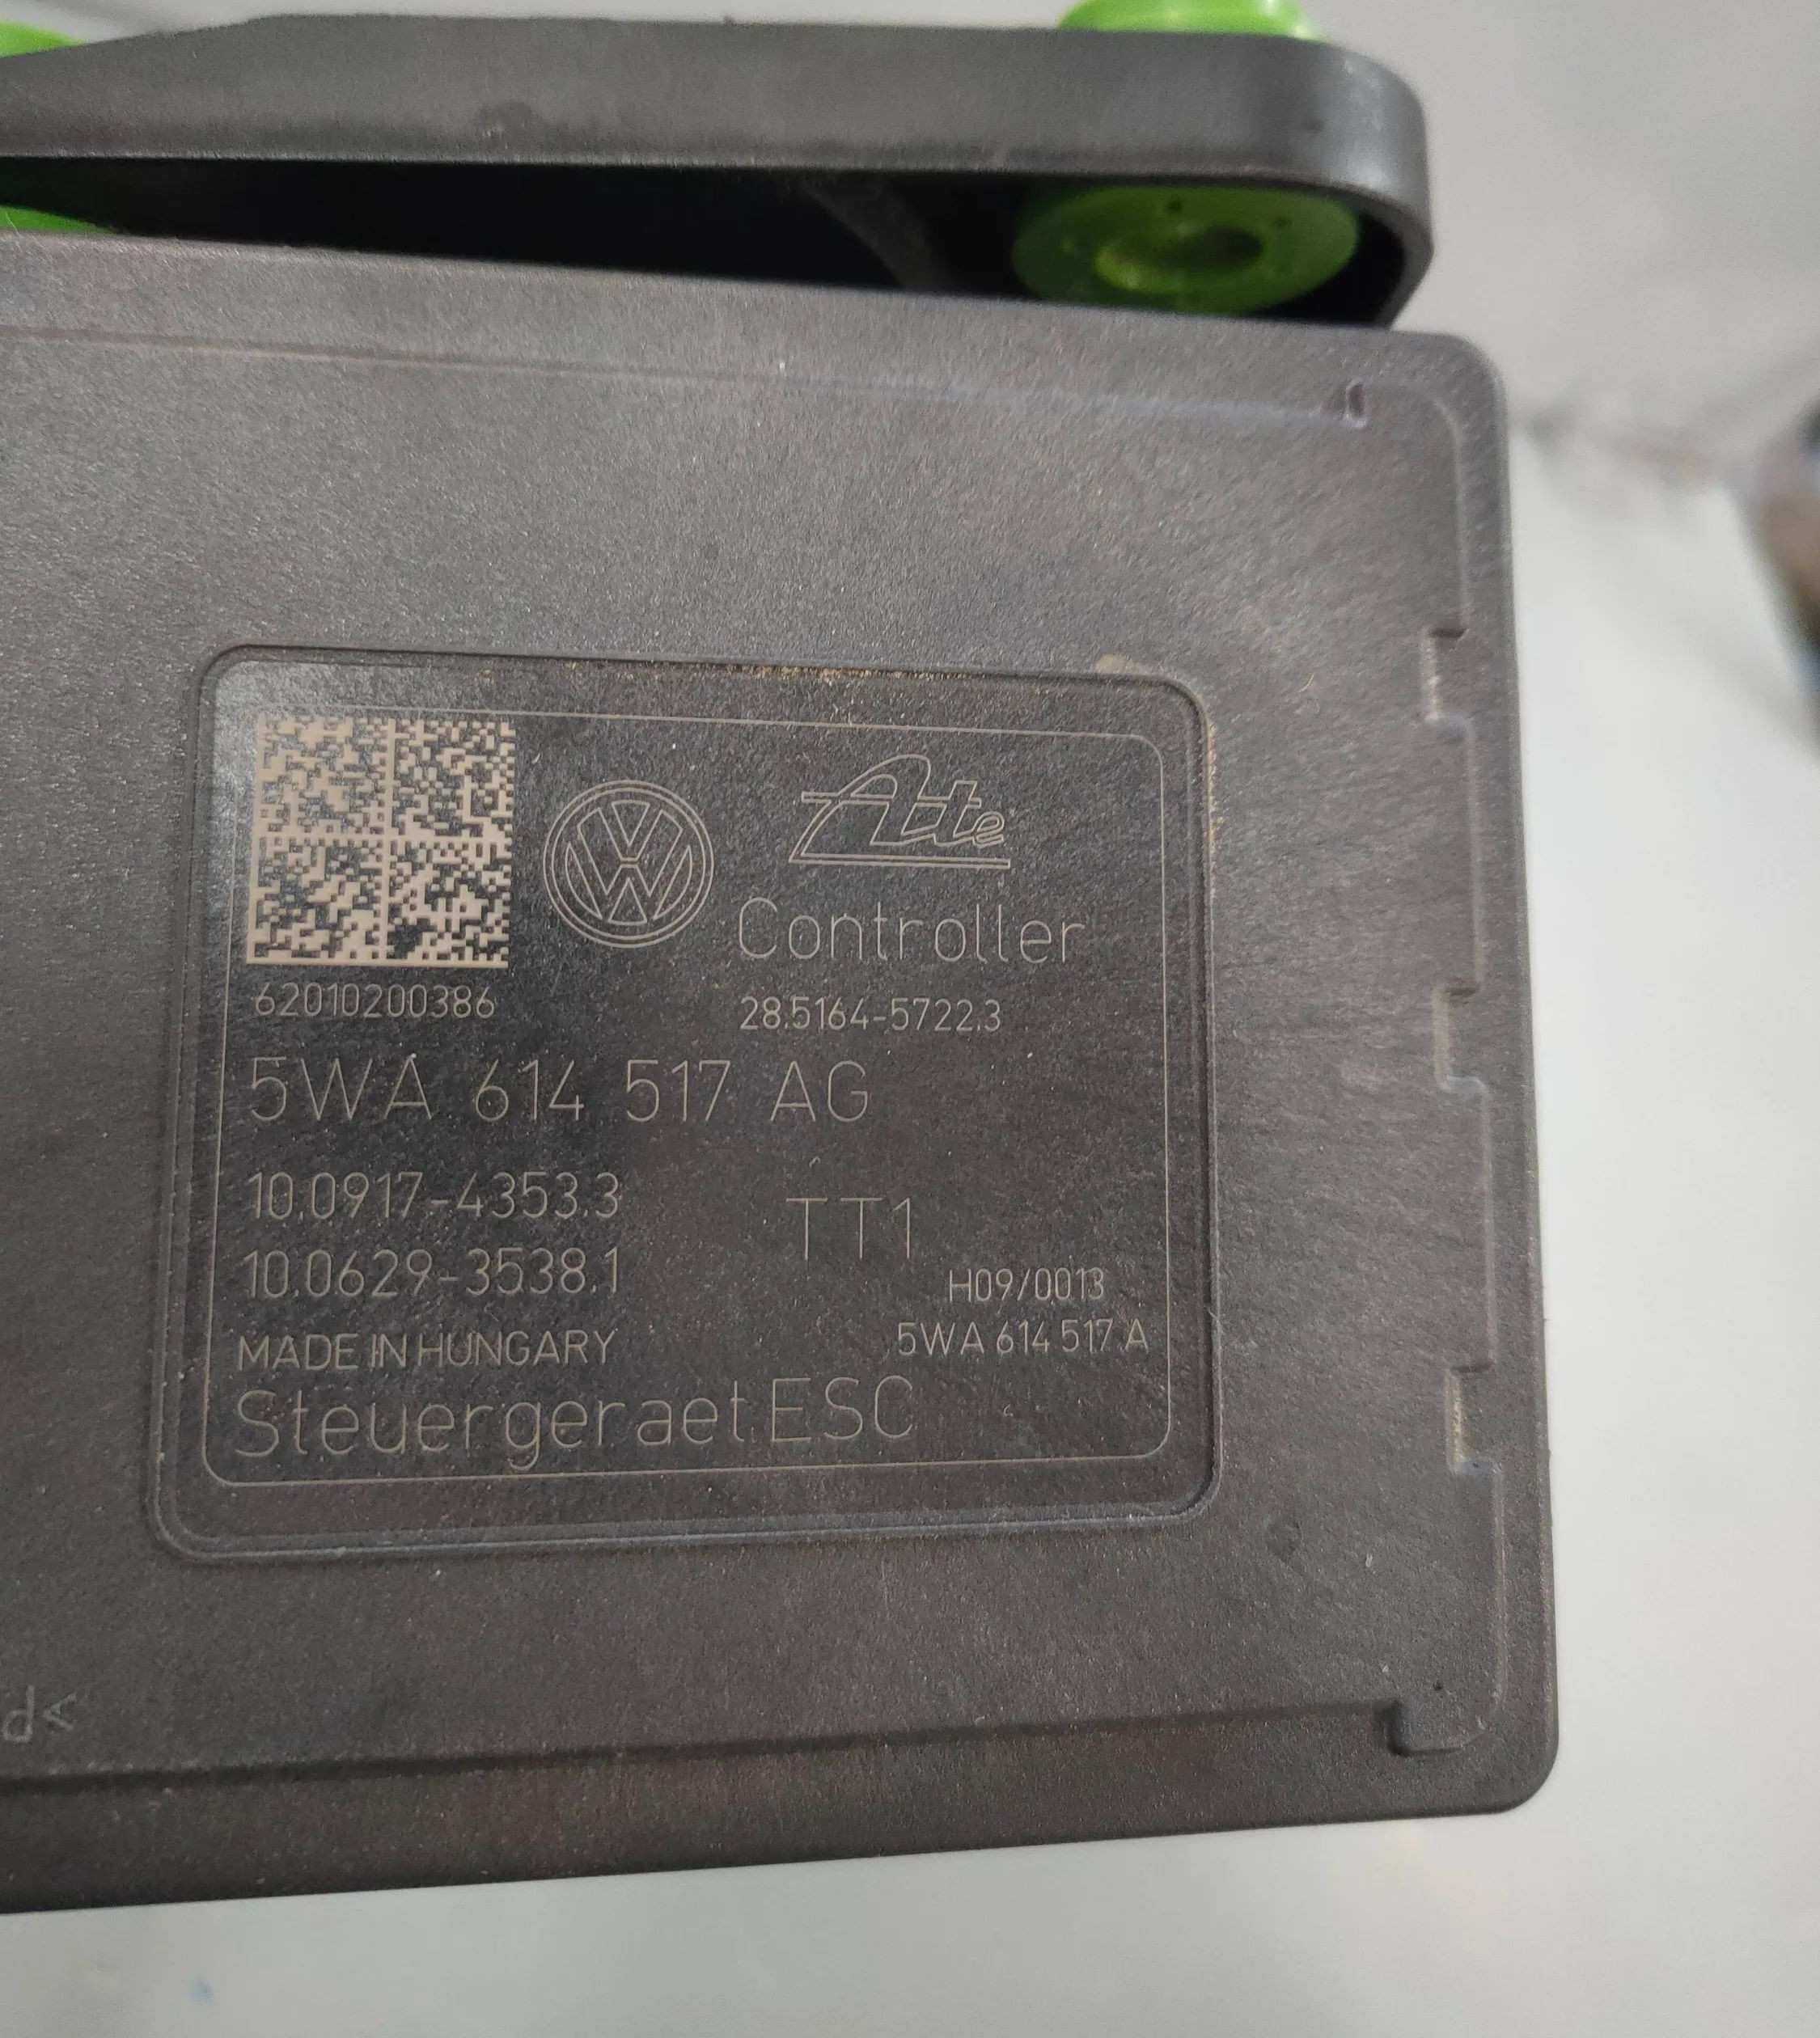 Ate
Controller
62010200386
28.5164-5722.3
5WA 614 517 AG
10.0917-4353.3
TT1
10.0629-3538.1
H09/0013
MADE IN HUNGARY
5WA 614 517 A
Steuergeraet ESC
d<